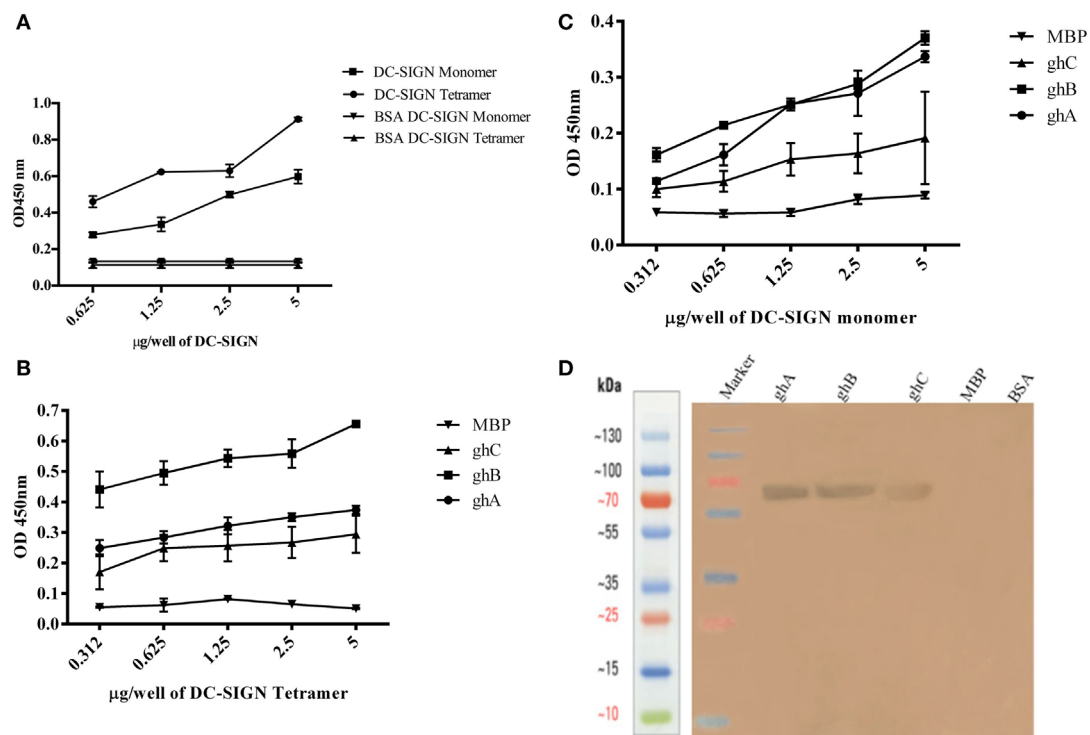 A
DC-SIGN Monomer
DC-SIGN Tetramer
BSA DC-SIGN Monomer
BSA DC-SIGN Tetramer
OD450 nm
1.0
0.8
0.6
0.4
0.2
0.0
0.625
1.25
2.5
5
μg/well of DC-SIGN
B
MBP
ghC
ghB
ghA
OD 450nm
0.7
0.6
0.5
0.4
0.3
0.2
0.1
0.0
0.312
0.625
1.25
2.5
5
μg/well of DC-SIGN Tetramer
C
MBP
ghC
ghB
ghA
OD 450nm
0.4
0.3
0.2
0.1
0.0
0.312
0.625
1.25
2.5
5
μg/well of DC-SIGN monomer
D
kDa
~130
~100
~70
~55
~35
~25
~15
~10
Marker
ghA
ghB
ghC
MBP
BSA